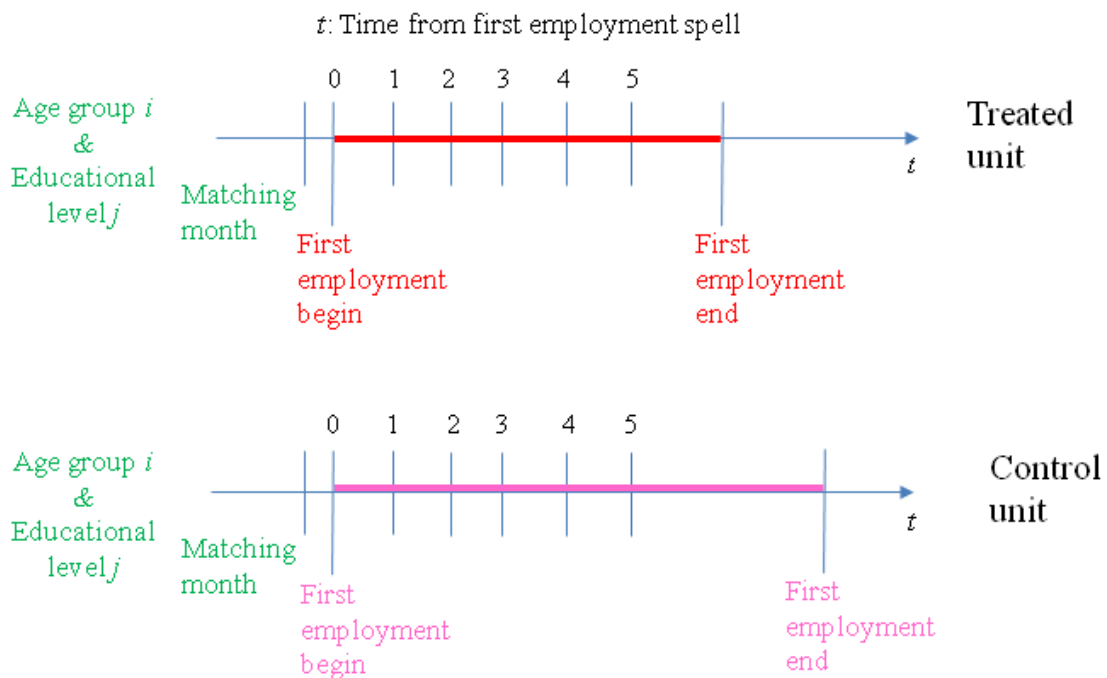 t: Time from first employment spell
0 1 2 3 4 5
Age group i
&
Educational
level j
Matching
month
First
employment
begin
First
employment
end
t
Treated
unit
0 1 2 3 4 5
Age group i
&
Educational
level j
Matching
month
First
employment
begin
First
employment
end
t
Control
unit